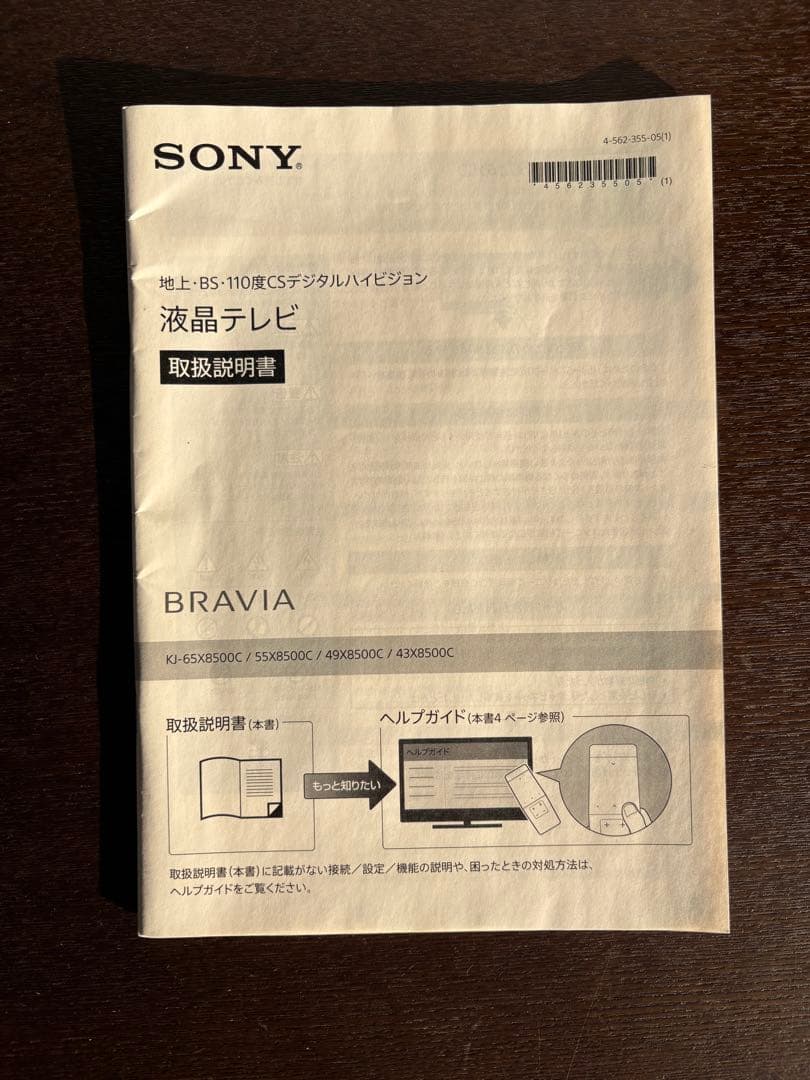 SONY®
4-562-355-05(1)
*456235505* (1)
地上・BS・110度CSデジタルハイビジョン
液晶テレビ
取扱説明書
BRAVIA
KJ-65X8500C / 55X8500C / 49X8500C / 43X8500C
取扱説明書(本書)
ヘルプガイド(本書4 ページ参照)
ヘルプガイド
もっと知りたい
取扱説明書(本書)に記載がない接続／設定／機能の説明や、困ったときの対処方法は、
ヘルプガイドをご覧ください。